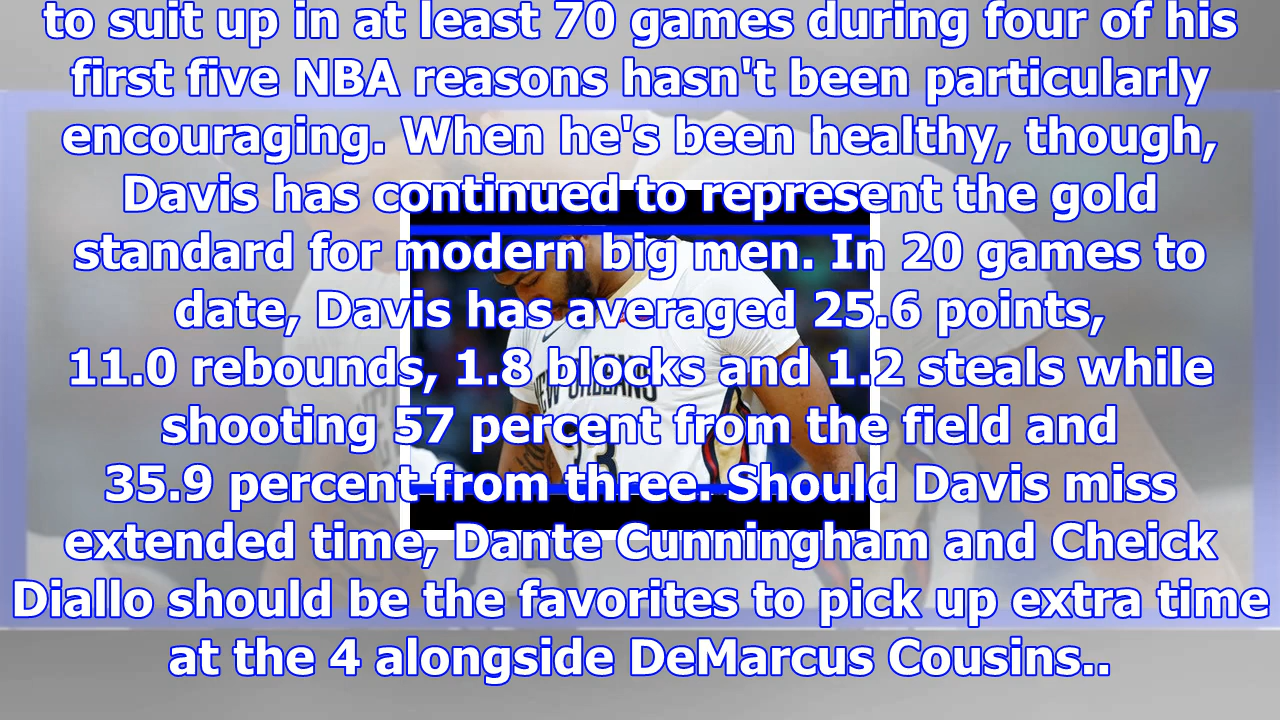 to suit up in at least 70 games during four of his
first five NBA reasons hasn't been particularly
encouraging. When he's been healthy, though,
Davis has continued to represent the gold
standard for modern big men. In 20 games to
date, Davis has averaged 25.6 points,
11.0 rebounds, 1.8 blocks and 1.2 steals while
shooting 57 percent from the field and
35.9 percent from three. Should Davis miss
extended time, Dante Cunningham and Cheick
Diallo should be the favorites to pick up extra time
at the 4 alongside DeMarcus Cousins..
NEW ORLEANS
23